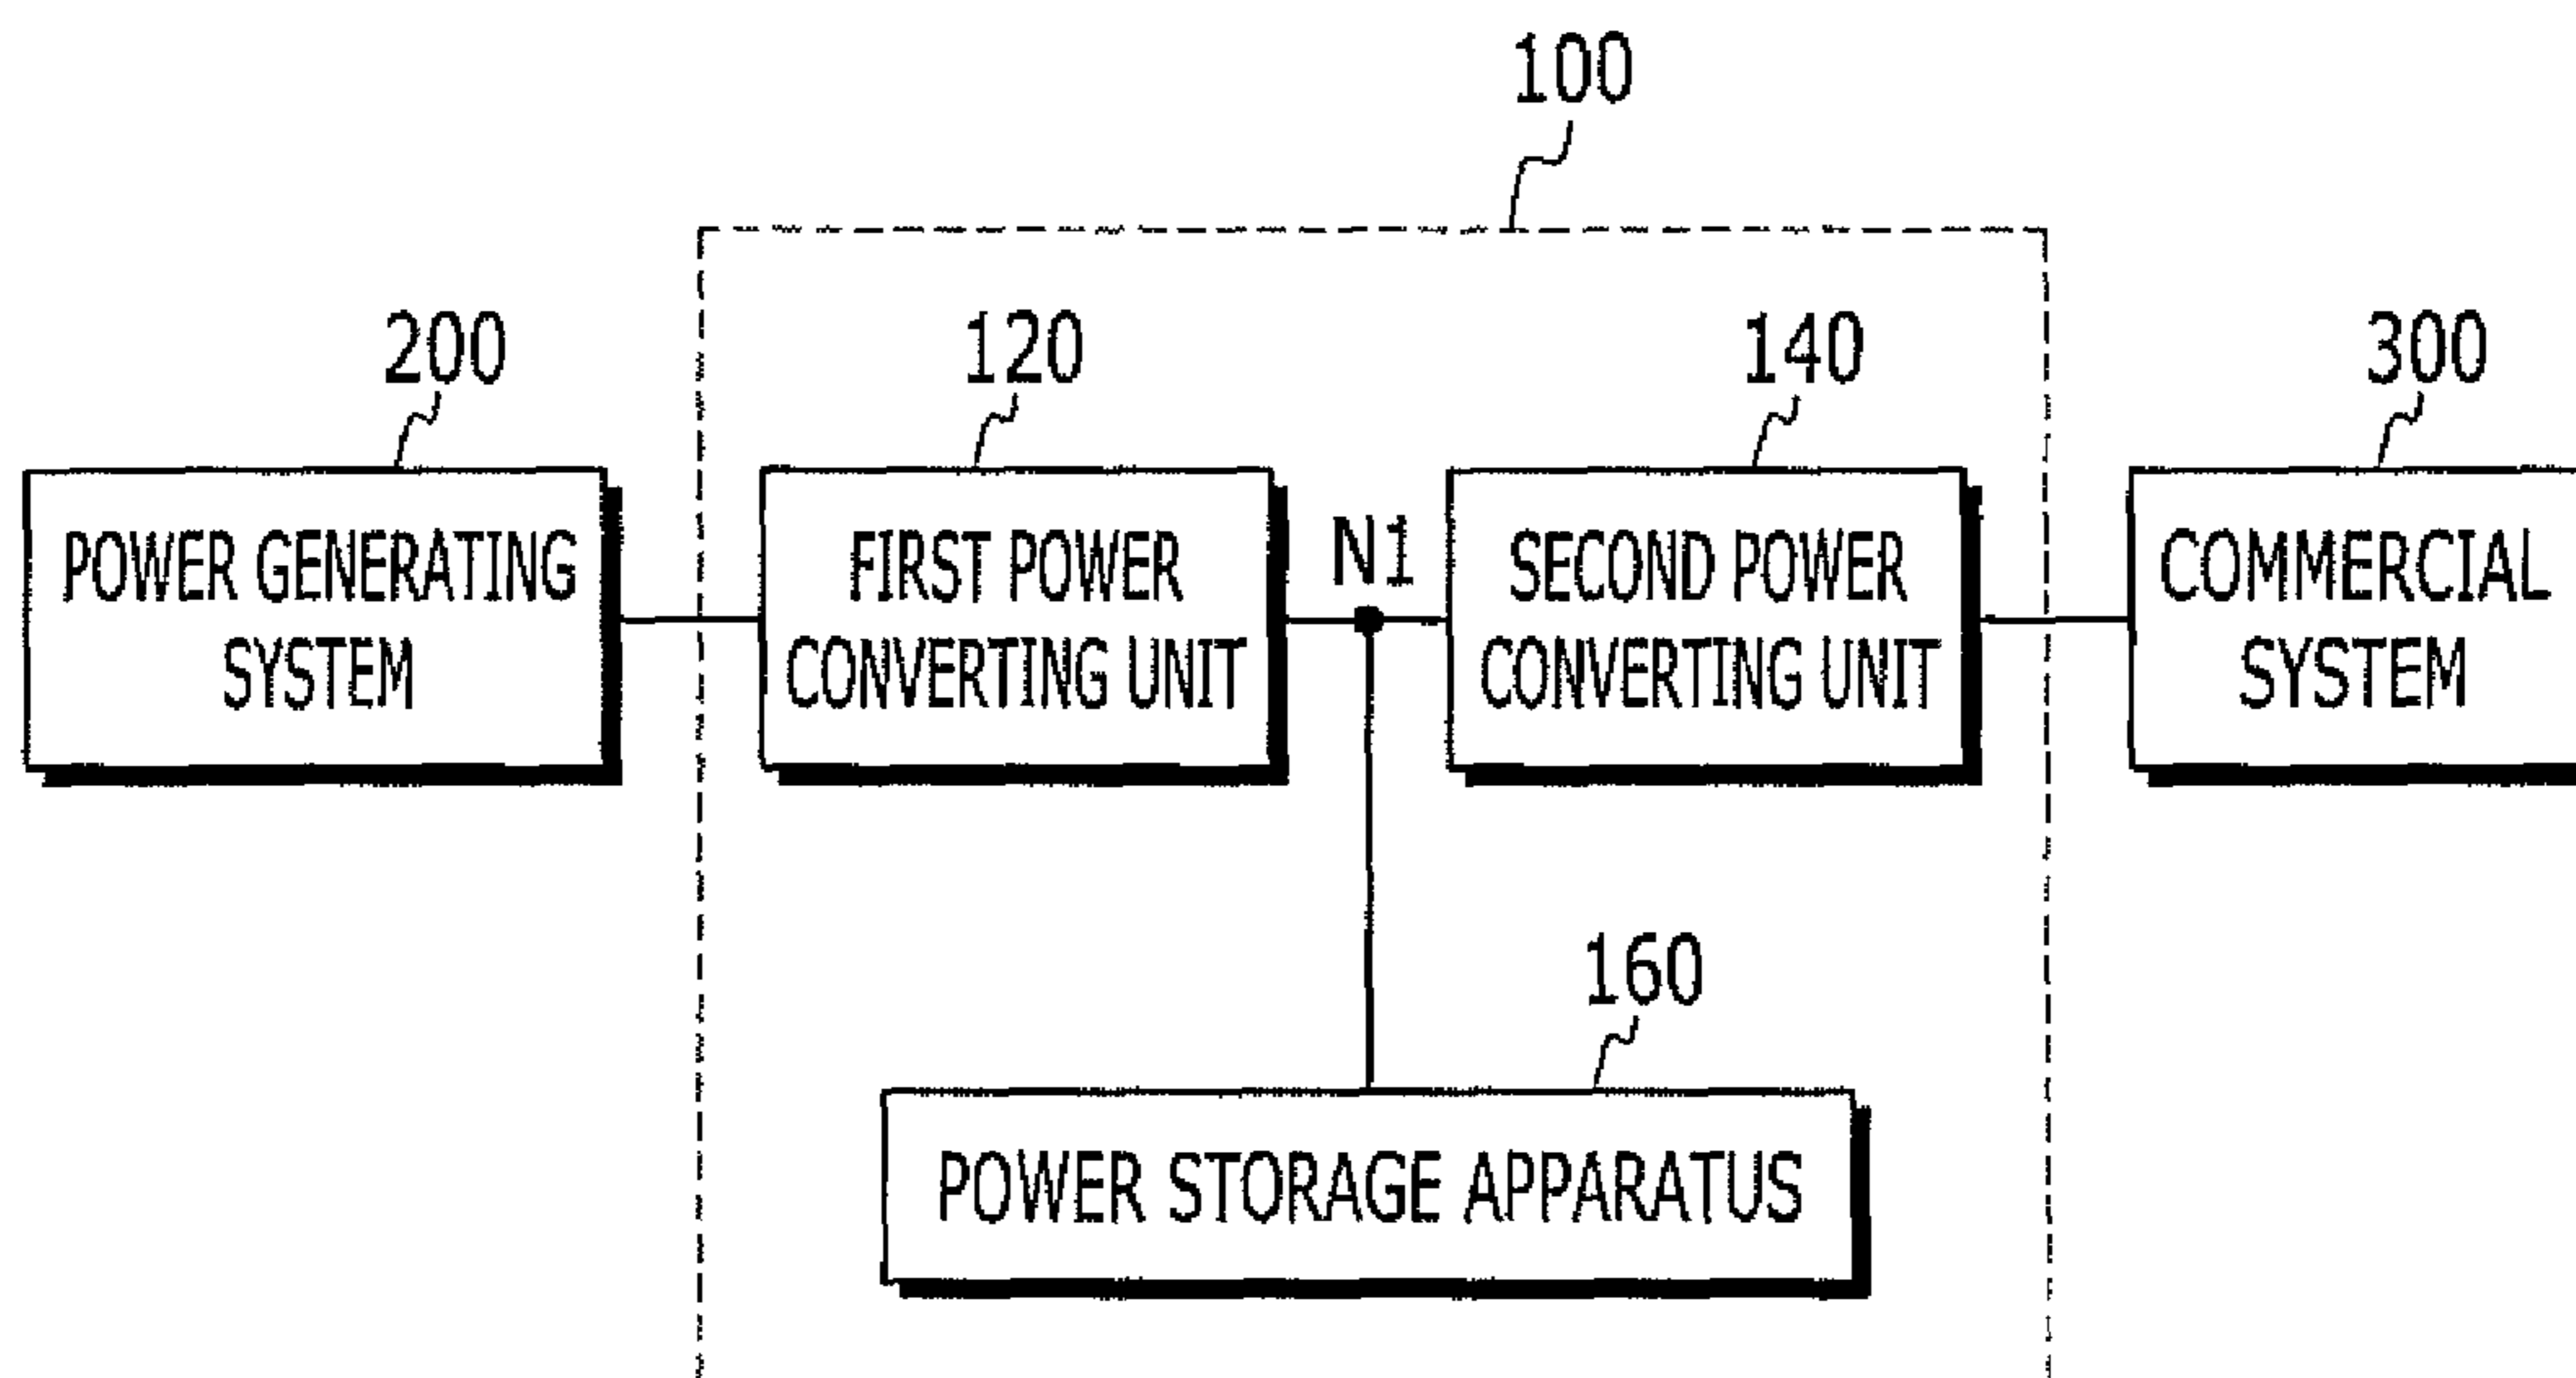 100
200
120
140
300
POWER GENERATING
SYSTEM
FIRST POWER
CONVERTING UNIT
N1
SECOND POWER
CONVERTING UNIT
COMMERCIAL
SYSTEM
160
POWER STORAGE APPARATUS